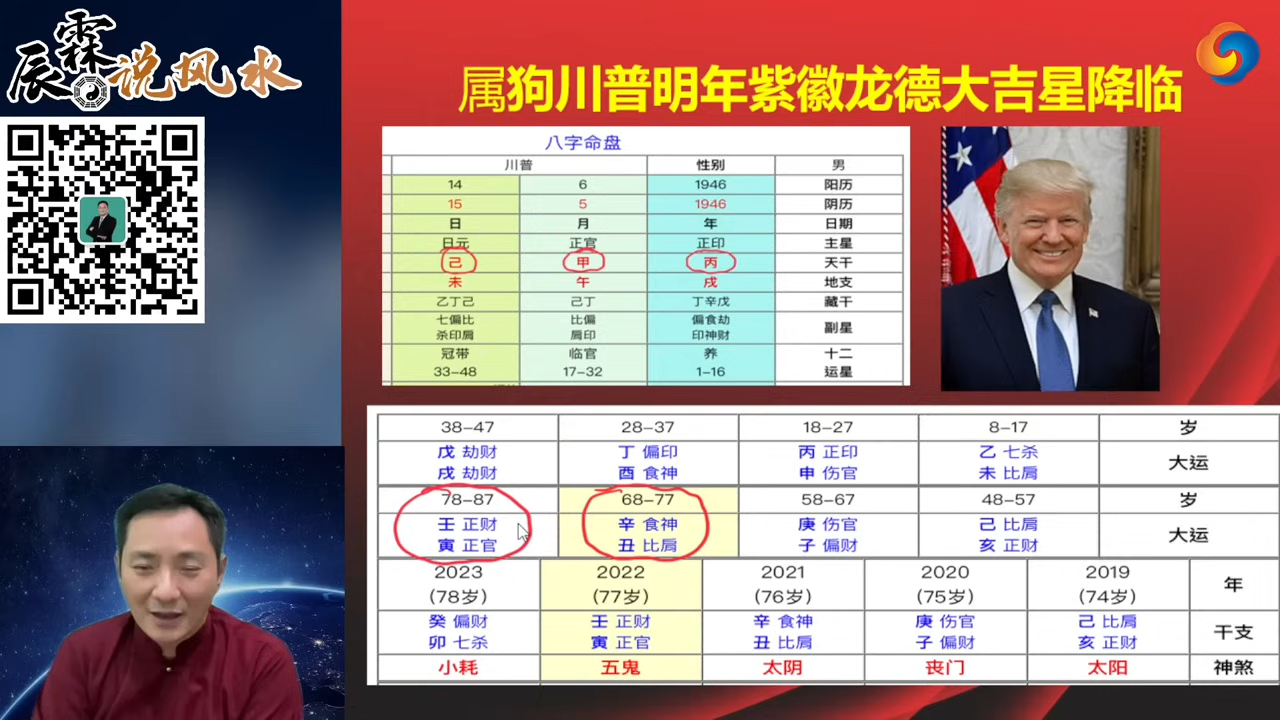 霖
辰说风水
属狗川普明年紫徽龙德大吉星降临
八字命盘
川普 性别 男
14 6 1946 阳历
15 5 1946 阴历
日 月 年 日期
日元 正官 正印 主星
己 甲 丙 天干
未 午 戌 地支
乙丁己 己丁 丁辛戊 藏干
七偏比 比偏 偏食劫 副星
杀印肩 肩印 印神财
冠带 临官 养 十二
33-48 17-32 1-16 运星
38-47 28-37 18-27 8-17 岁
戊 劫财 丁 偏印 丙 正印 乙 七杀 大运
戌 劫财 酉 食神 申 伤官 未 比肩
78-87 68-77 58-67 48-57 岁
壬 正财 辛 食神 庚 伤官 己 比肩 大运
寅 正官 丑 比肩 子 偏财 亥 正财
2023 2022 2021 2020 2019 年
(78岁) (77岁) (76岁) (75岁) (74岁)
癸 偏财 壬 正财 辛 食神 庚 伤官 己 比肩 干支
卯 七杀 寅 正官 丑 比肩 子 偏财 亥 正财
小耗 五鬼 太阴 丧门 太阳 神煞